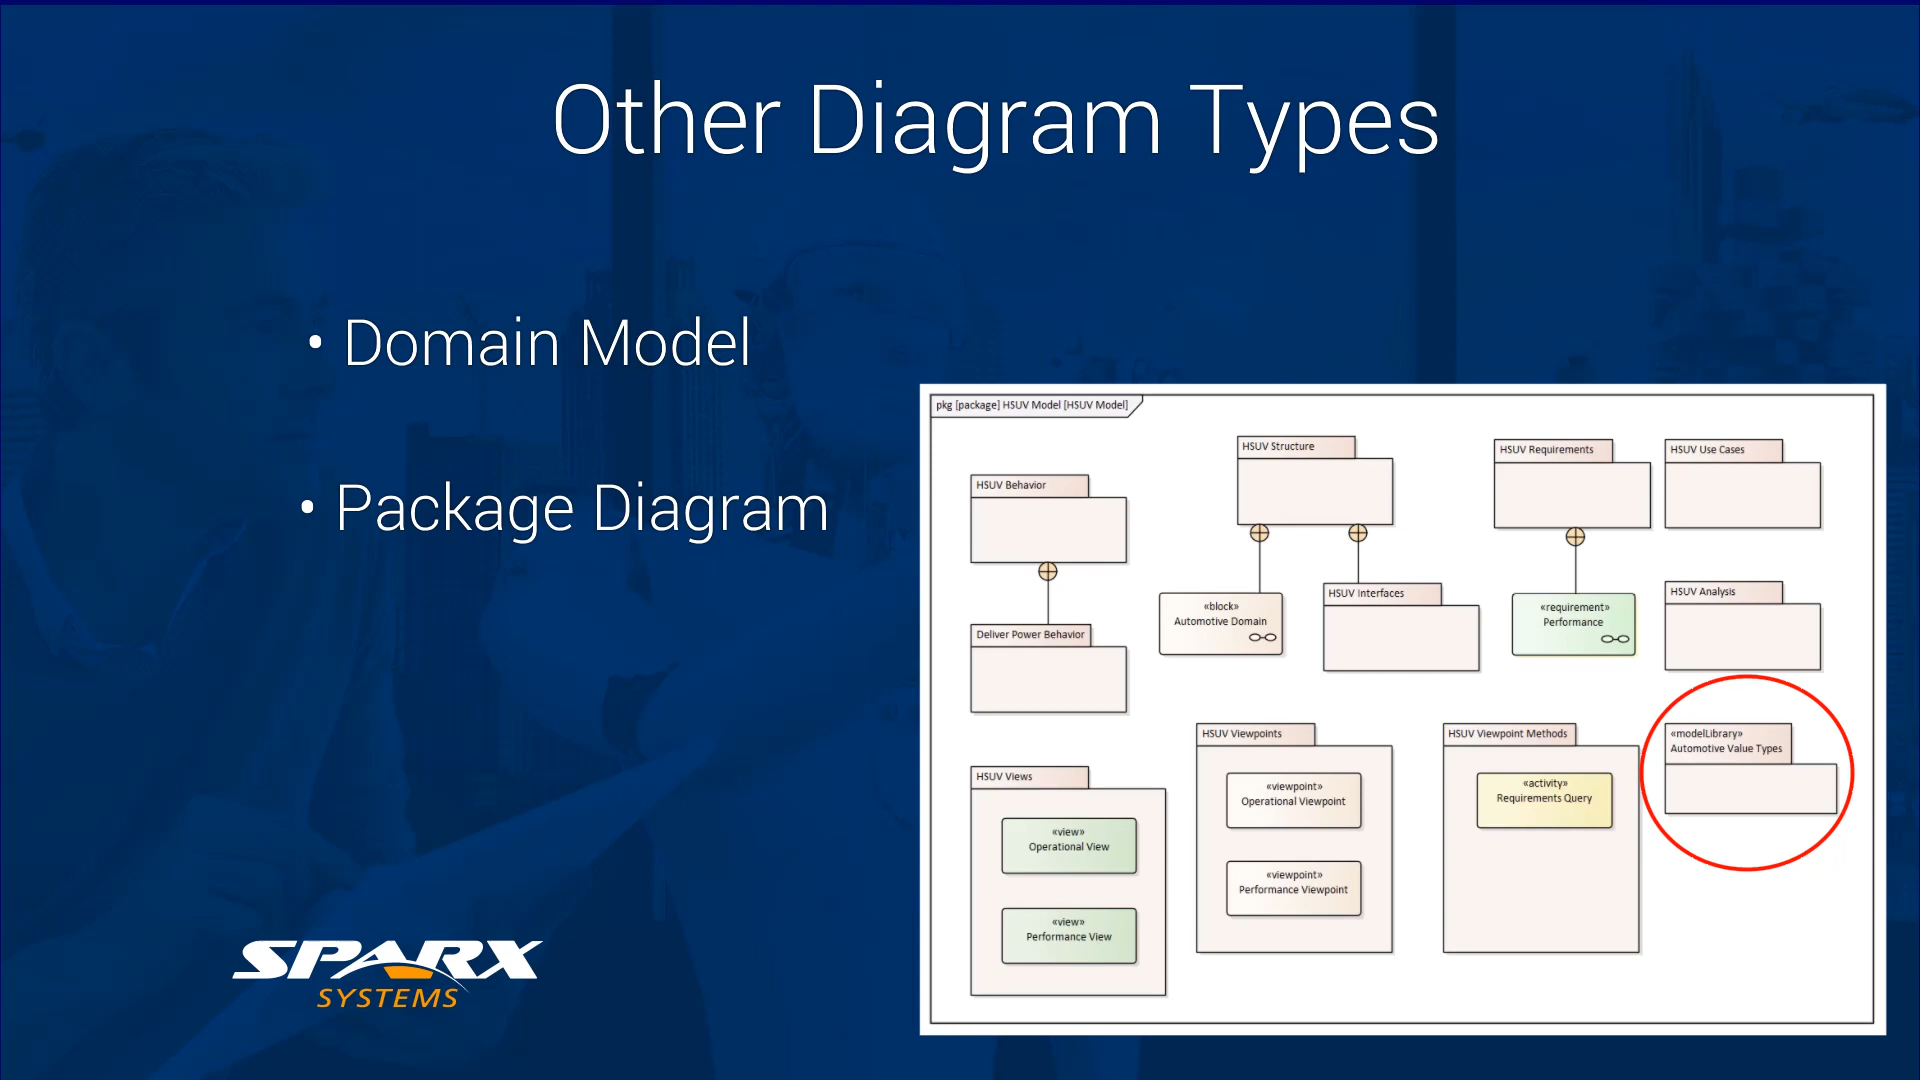 Other Diagram Types
• Domain Model
• Package Diagram
pkg [package] HSUV Model [HSUV Model]
HSUV Behavior
HSUV Structure
HSUV Requirements
HSUV Use Cases
«block»
Automotive Domain
HSUV Interfaces
«requirement»
Performance
HSUV Analysis
Deliver Power Behavior
HSUV Views
«view»
Operational View
«view»
Performance View
HSUV Viewpoints
«viewpoint»
Operational Viewpoint
«viewpoint»
Performance Viewpoint
HSUV Viewpoint Methods
«activity»
Requirements Query
«modelLibrary»
Automotive Value Types
SPARX
SYSTEMS